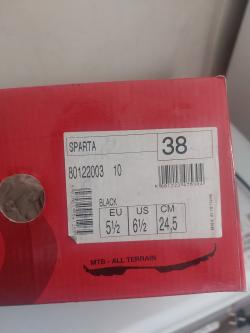 SPARTA
38
80122003 10
BLACK
EU US CM
5½ 6½ 24,5
MTB - ALL TERRAIN